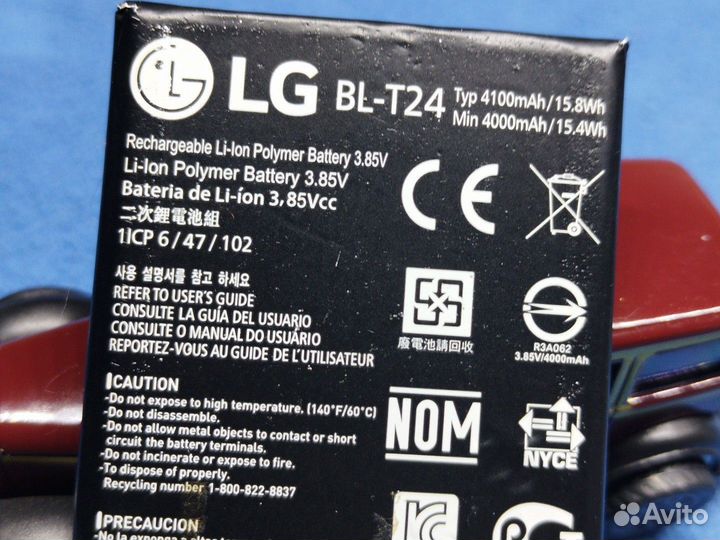 LG BL-T24 Typ 4100mAh/15.8Wh
Min 4000mAh/15.4Wh
Rechargeable Li-Ion Polymer Battery 3.85V
Li-Ion Polymer Battery 3.85V
Bateria de Li-íon 3,85Vcc
二次鋰電池組
1ICP 6/47/102
CE
사용 설명서를 참고 하세요
REFER TO USER'S GUIDE
CONSULTE LA GUÍA DEL USUARIO
CONSULTE O MANUAL DO USUÁRIO
REPORTEZ-VOUS AU GUIDE DE L'UTILISATEUR
廢電池請回收
R3A062
3.85V/4000mAh
CAUTION
-Do not expose to high temperature. (140°F/60°C)
-Do not disassemble.
-Do not allow metal objects to contact or short
circuit the battery terminals.
-Do not incinerate or expose to fire.
-To dispose of properly.
Recycling number 1-800-822-8837
NOM
NYCE
PRECAUCION
-No exponga a altas
Avito